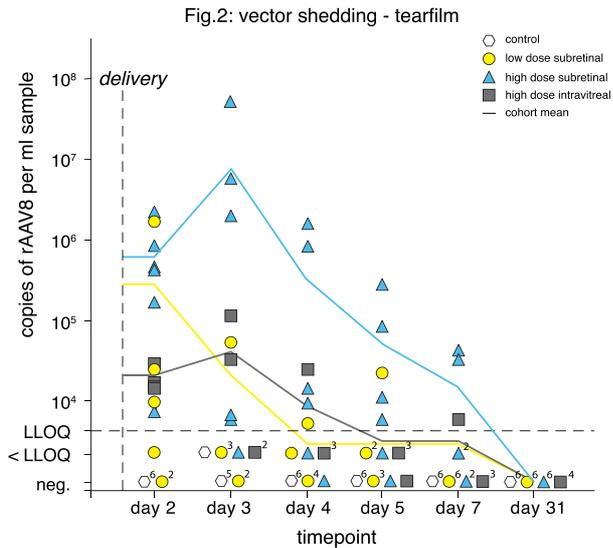 Fig.2: vector shedding - tearfilm
control
low dose subretinal
high dose subretinal
high dose intravitreal
cohort mean
delivery
copies of rAAV8 per ml sample
10⁸
10⁷
10⁶
10⁵
10⁴
LLOQ
< LLOQ
neg.
3 2 3 2 3 2
6 2 5 2 6 4 6 3 6 6 2 3 6 6 6 4
day 2 day 3 day 4 day 5 day 7 day 31
timepoint